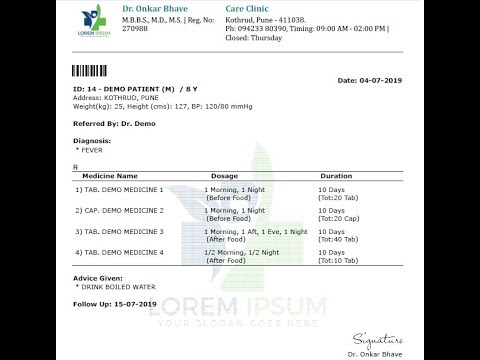 Dr. Onkar Bhave
M.B.B.S., M.D., M.S. | Reg. No:
270988
Care Clinic
Kothrud, Pune - 411038.
Ph: 094233 80390, Timing: 09:00 AM - 02:00 PM |
Closed: Thursday
LOREM IPSUM
Date: 04-07-2019
ID: 14 - DEMO PATIENT (M) / 8 Y
Address: KOTHRUD, PUNE
Weight(kg): 25, Height (cms): 127, BP: 120/80 mmHg
Referred By: Dr. Demo
Diagnosis:
* FEVER
R
Medicine Name Dosage Duration
1) TAB. DEMO MEDICINE 1 1 Morning, 1 Night 10 Days
(Before Food) (Tot:20 Tab)
2) CAP. DEMO MEDICINE 2 1 Morning, 1 Night 10 Days
(Before Food) (Tot:20 Cap)
3) TAB. DEMO MEDICINE 3 1 Morning, 1 Aft, 1 Eve, 1 Night 10 Days
(After Food) (Tot:40 Tab)
4) TAB. DEMO MEDICINE 4 1/2 Morning, 1/2 Night 10 Days
(After Food) (Tot:10 Tab)
Advice Given:
* DRINK BOILED WATER
LOREM IPSUM
YOUR SLOGAN GOES HERE
Follow Up: 15-07-2019
Signature
Dr. Onkar Bhave